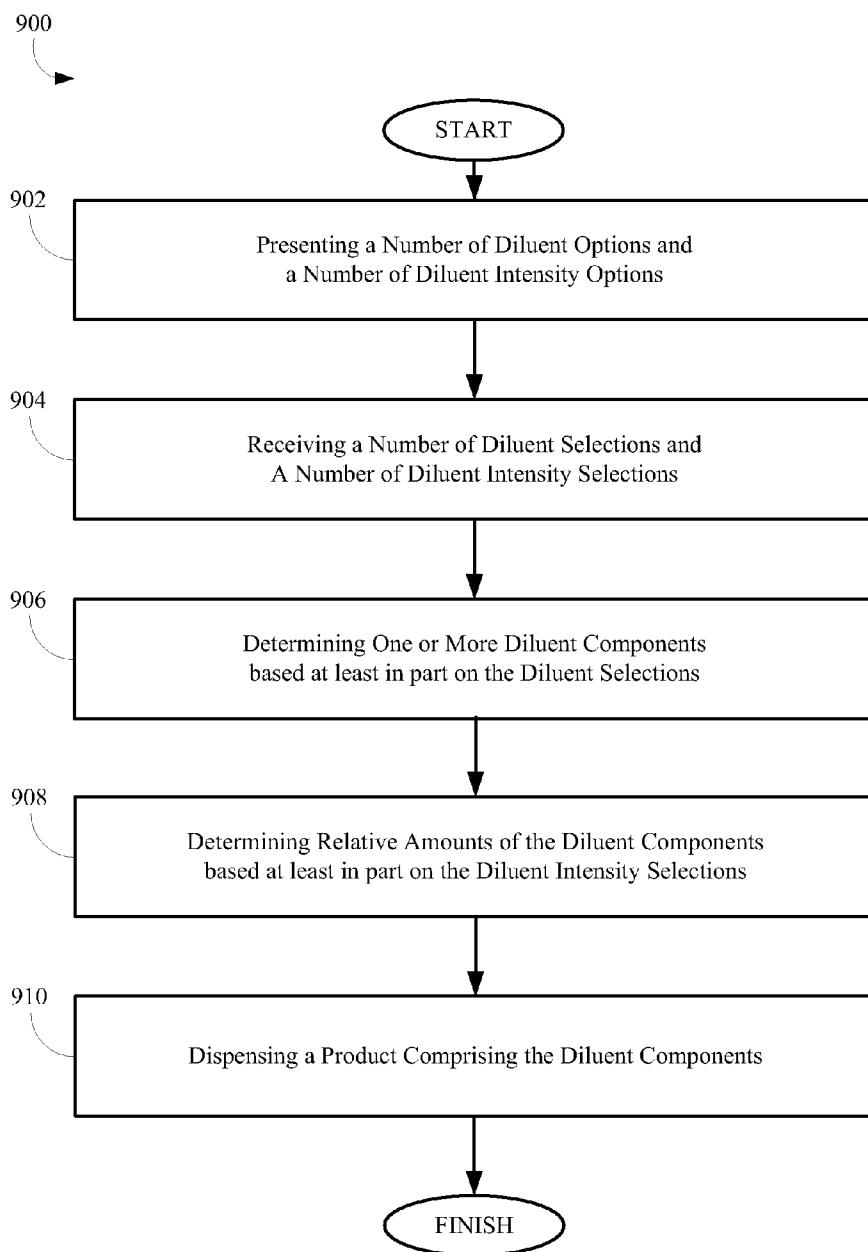 900
START
902
Presenting a Number of Diluent Options and
a Number of Diluent Intensity Options
904
Receiving a Number of Diluent Selections and
A Number of Diluent Intensity Selections
906
Determining One or More Diluent Components
based at least in part on the Diluent Selections
908
Determining Relative Amounts of the Diluent Components
based at least in part on the Diluent Intensity Selections
910
Dispensing a Product Comprising the Diluent Components
FINISH